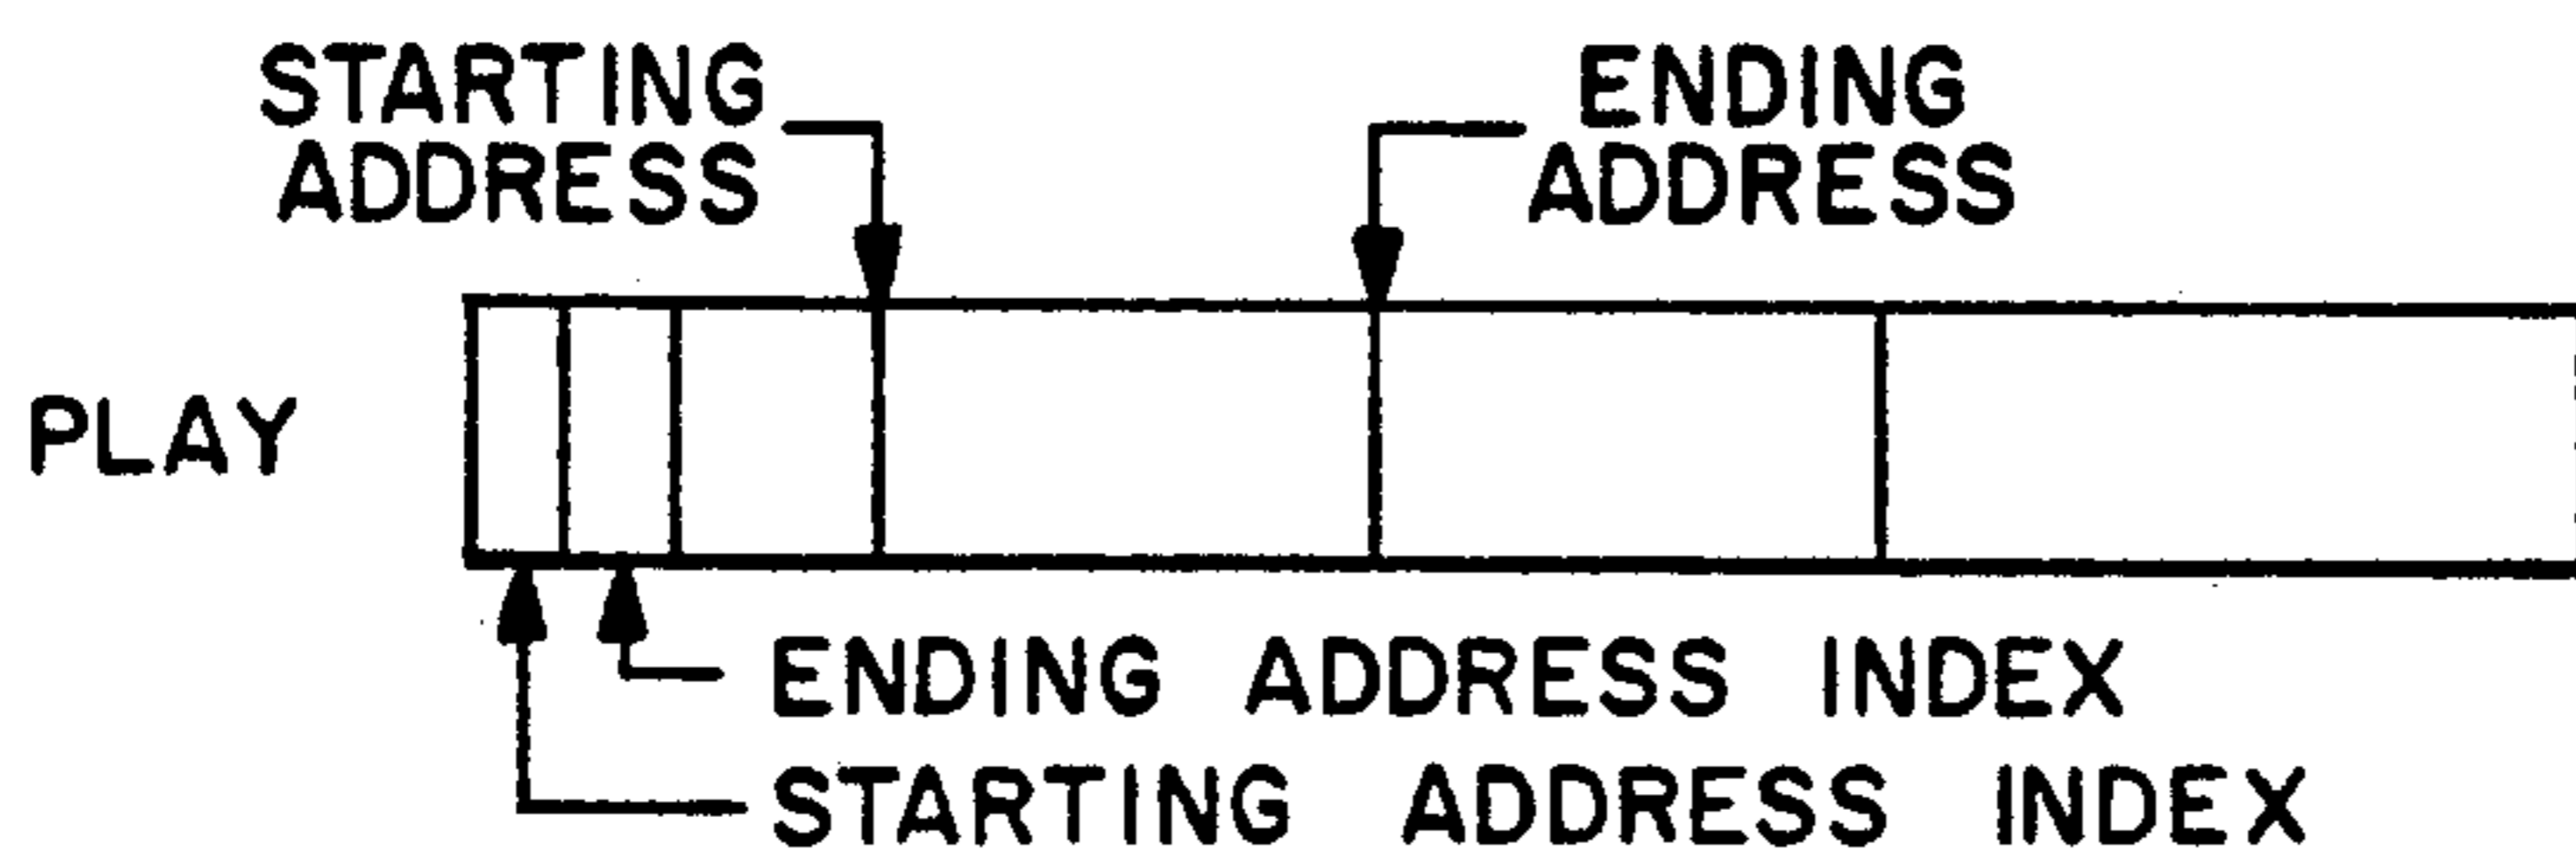 STARTING
ADDRESS
ENDING
ADDRESS
PLAY
ENDING ADDRESS INDEX
STARTING ADDRESS INDEX